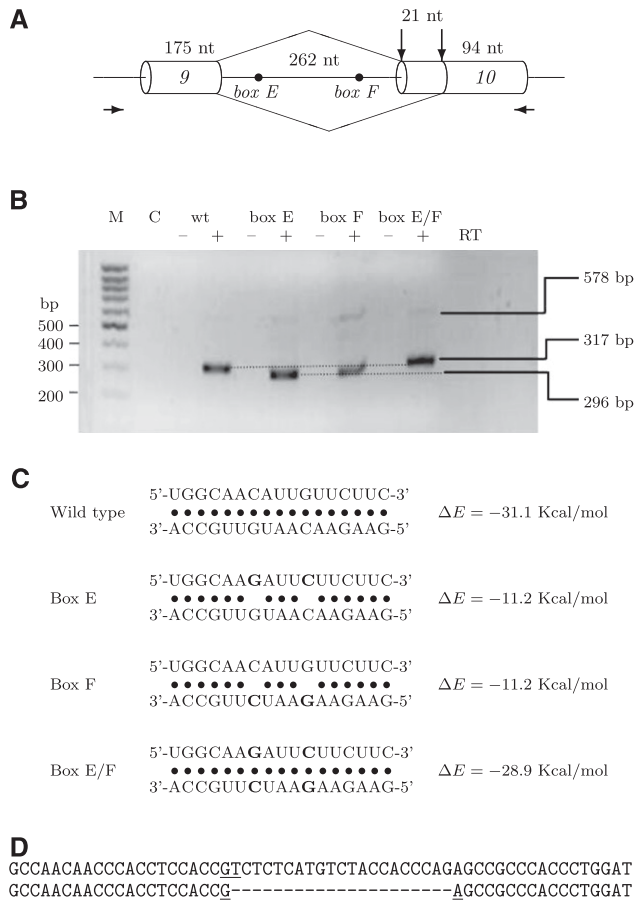 A
21 nt
175 nt
262 nt
94 nt
9
box E
box F
10
B
M C wt box E box F box E/F
– + – + – + – + RT
bp
500
400
300
200
578 bp
317 bp
296 bp
C
Wild type
5’-UGGCAACAUUGUUCUUC-3’
3’-ACCGUUGUAACAAGAAG-5’
ΔE = −31.1 Kcal/mol
Box E
5’-UGGCAAGAUUCUUCUUC-3’
3’-ACCGUUGUAACAAGAAG-5’
ΔE = −11.2 Kcal/mol
Box F
5’-UGGCAACAUUGUUCUUC-3’
3’-ACCGUUCUAAGAAGAAG-5’
ΔE = −11.2 Kcal/mol
Box E/F
5’-UGGCAAGAUUCUUCUUC-3’
3’-ACCGUUCUAAGAAGAAG-5’
ΔE = −28.9 Kcal/mol
D
GCCAACAACCCACCTCCACCGTCTCTCATGTCTACCACCCAGAGCCGCCCACCCTGGAT
GCCAACAACCCACCTCCACCG---------------------AGCCGCCCACCCTGGAT